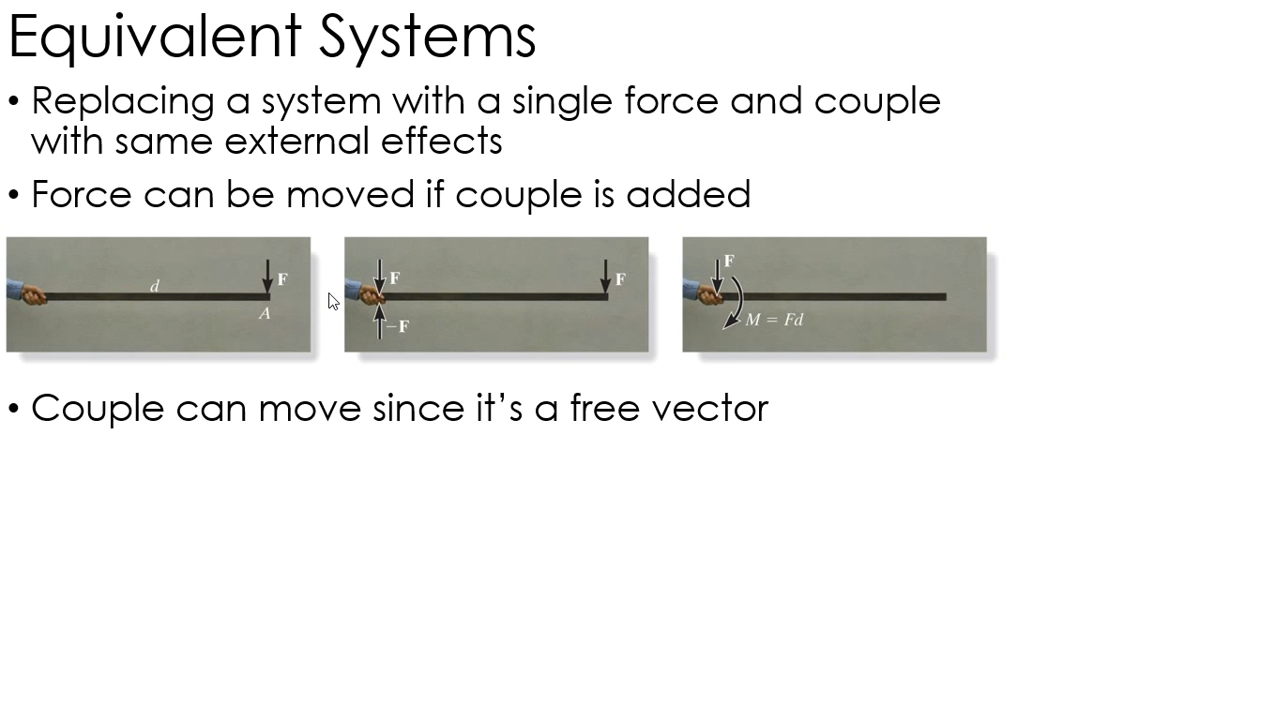 Equivalent Systems
• Replacing a system with a single force and couple
with same external effects
• Force can be moved if couple is added
d
F
A
F
–F
F
F
M = Fd
• Couple can move since it’s a free vector